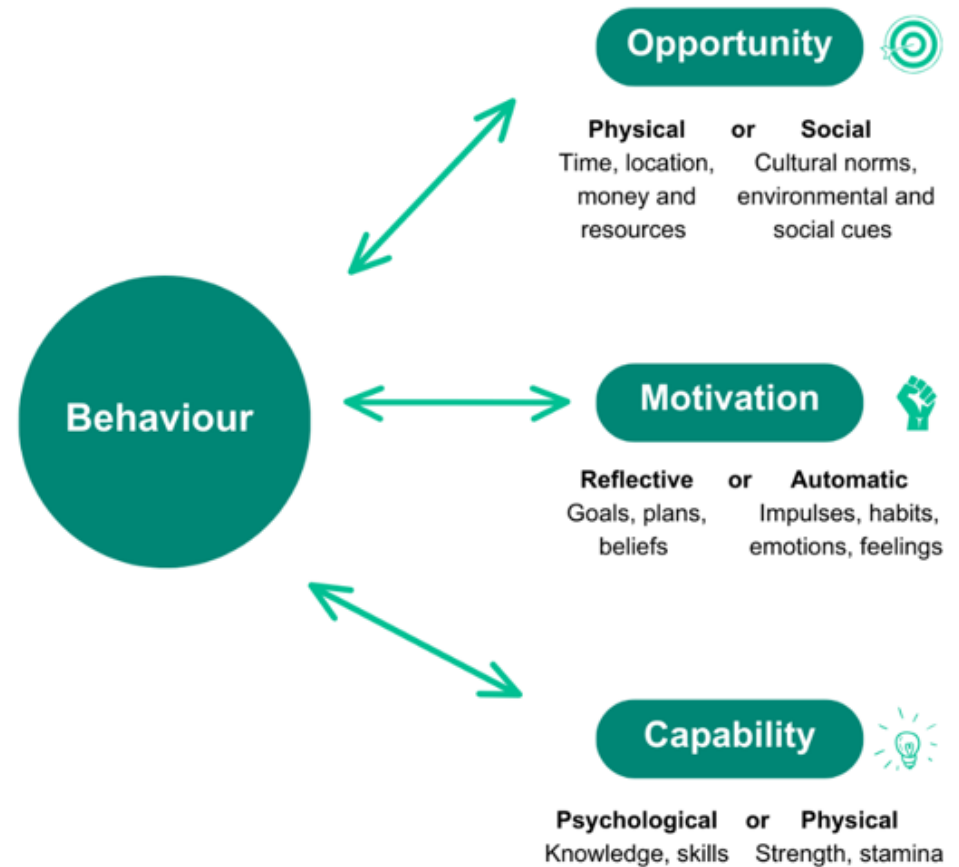 Opportunity
Physical or Social
Time, location, Cultural norms,
money and environmental and
resources social cues
Behaviour
Motivation
Reflective or Automatic
Goals, plans, Impulses, habits,
beliefs emotions, feelings
Capability
Psychological or Physical
Knowledge, skills Strength, stamina